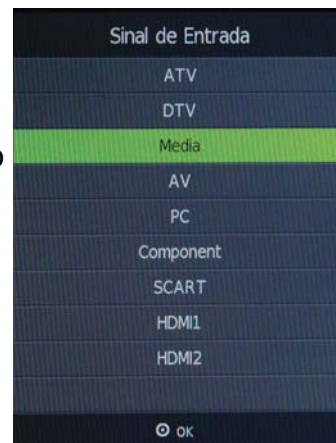 Sinal de Entrada
ATV
DTV
Media
AV
PC
Component
SCART
HDMI1
HDMI2
OK